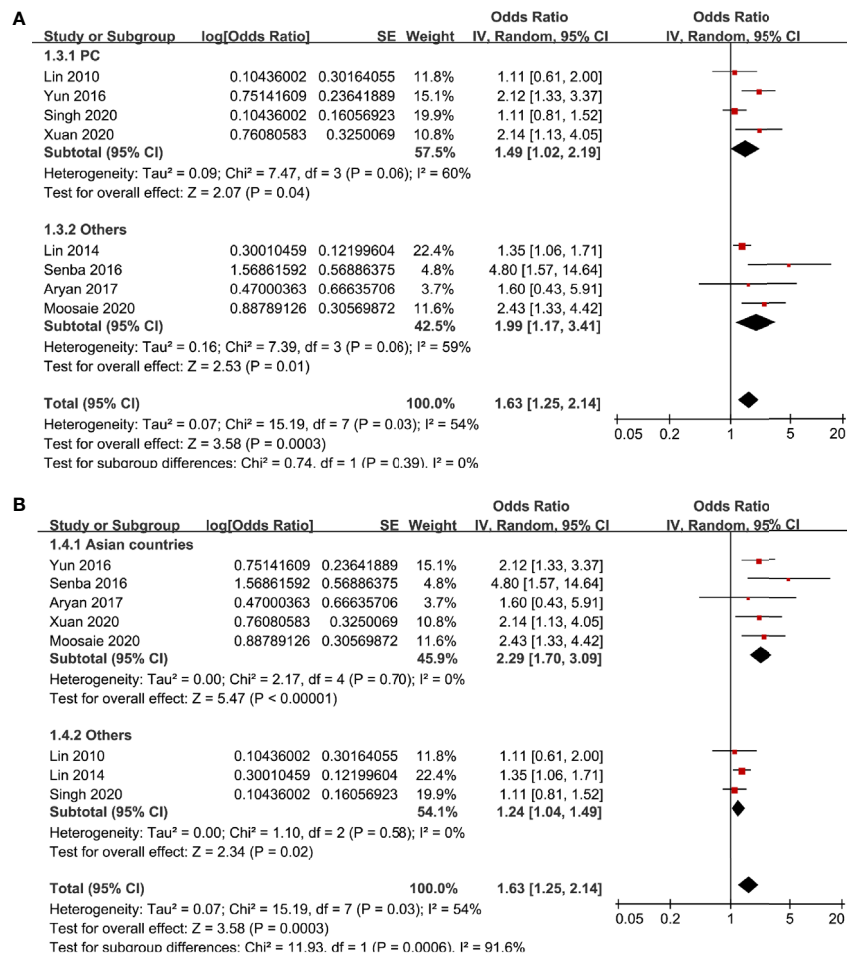 A
Odds Ratio Odds Ratio
Study or Subgroup log[Odds Ratio] SE Weight IV, Random, 95% CI IV, Random, 95% CI
1.3.1 PC
Lin 2010 0.10436002 0.30164055 11.8% 1.11 [0.61, 2.00]
Yun 2016 0.75141609 0.23641889 15.1% 2.12 [1.33, 3.37]
Singh 2020 0.10436002 0.16056923 19.9% 1.11 [0.81, 1.52]
Xuan 2020 0.76080583 0.3250069 10.8% 2.14 [1.13, 4.05]
Subtotal (95% CI) 57.5% 1.49 [1.02, 2.19]
Heterogeneity: Tau² = 0.09; Chi² = 7.47, df = 3 (P = 0.06); I² = 60%
Test for overall effect: Z = 2.07 (P = 0.04)
1.3.2 Others
Lin 2014 0.30010459 0.12199604 22.4% 1.35 [1.06, 1.71]
Senba 2016 1.56861592 0.56886375 4.8% 4.80 [1.57, 14.64]
Aryan 2017 0.47000363 0.66635706 3.7% 1.60 [0.43, 5.91]
Moosaie 2020 0.88789126 0.30569872 11.6% 2.43 [1.33, 4.42]
Subtotal (95% CI) 42.5% 1.99 [1.17, 3.41]
Heterogeneity: Tau² = 0.16; Chi² = 7.39, df = 3 (P = 0.06); I² = 59%
Test for overall effect: Z = 2.53 (P = 0.01)
Total (95% CI) 100.0% 1.63 [1.25, 2.14]
Heterogeneity: Tau² = 0.07; Chi² = 15.19, df = 7 (P = 0.03); I² = 54%
Test for overall effect: Z = 3.58 (P = 0.0003)
Test for subgroup differences: Chi² = 0.74, df = 1 (P = 0.39), I² = 0%
0.05 0.2 1 5 20
B
Odds Ratio Odds Ratio
Study or Subgroup log[Odds Ratio] SE Weight IV, Random, 95% CI IV, Random, 95% CI
1.4.1 Asian countries
Yun 2016 0.75141609 0.23641889 15.1% 2.12 [1.33, 3.37]
Senba 2016 1.56861592 0.56886375 4.8% 4.80 [1.57, 14.64]
Aryan 2017 0.47000363 0.66635706 3.7% 1.60 [0.43, 5.91]
Xuan 2020 0.76080583 0.3250069 10.8% 2.14 [1.13, 4.05]
Moosaie 2020 0.88789126 0.30569872 11.6% 2.43 [1.33, 4.42]
Subtotal (95% CI) 45.9% 2.29 [1.70, 3.09]
Heterogeneity: Tau² = 0.00; Chi² = 2.17, df = 4 (P = 0.70); I² = 0%
Test for overall effect: Z = 5.47 (P < 0.00001)
1.4.2 Others
Lin 2010 0.10436002 0.30164055 11.8% 1.11 [0.61, 2.00]
Lin 2014 0.30010459 0.12199604 22.4% 1.35 [1.06, 1.71]
Singh 2020 0.10436002 0.16056923 19.9% 1.11 [0.81, 1.52]
Subtotal (95% CI) 54.1% 1.24 [1.04, 1.49]
Heterogeneity: Tau² = 0.00; Chi² = 1.10, df = 2 (P = 0.58); I² = 0%
Test for overall effect: Z = 2.34 (P = 0.02)
Total (95% CI) 100.0% 1.63 [1.25, 2.14]
Heterogeneity: Tau² = 0.07; Chi² = 15.19, df = 7 (P = 0.03); I² = 54%
Test for overall effect: Z = 3.58 (P = 0.0003)
Test for subgroup differences: Chi² = 11.93, df = 1 (P = 0.0006), I² = 91.6%
0.05 0.2 1 5 20